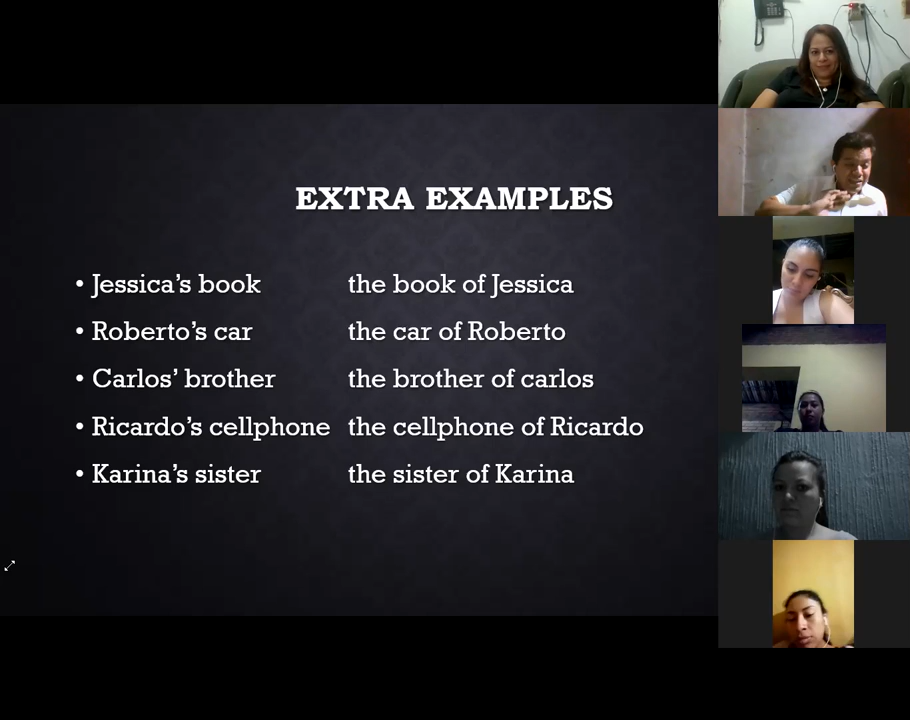 EXTRA EXAMPLES
• Jessica’s book the book of Jessica
• Roberto’s car the car of Roberto
• Carlos’ brother the brother of carlos
• Ricardo’s cellphone the cellphone of Ricardo
• Karina’s sister the sister of Karina